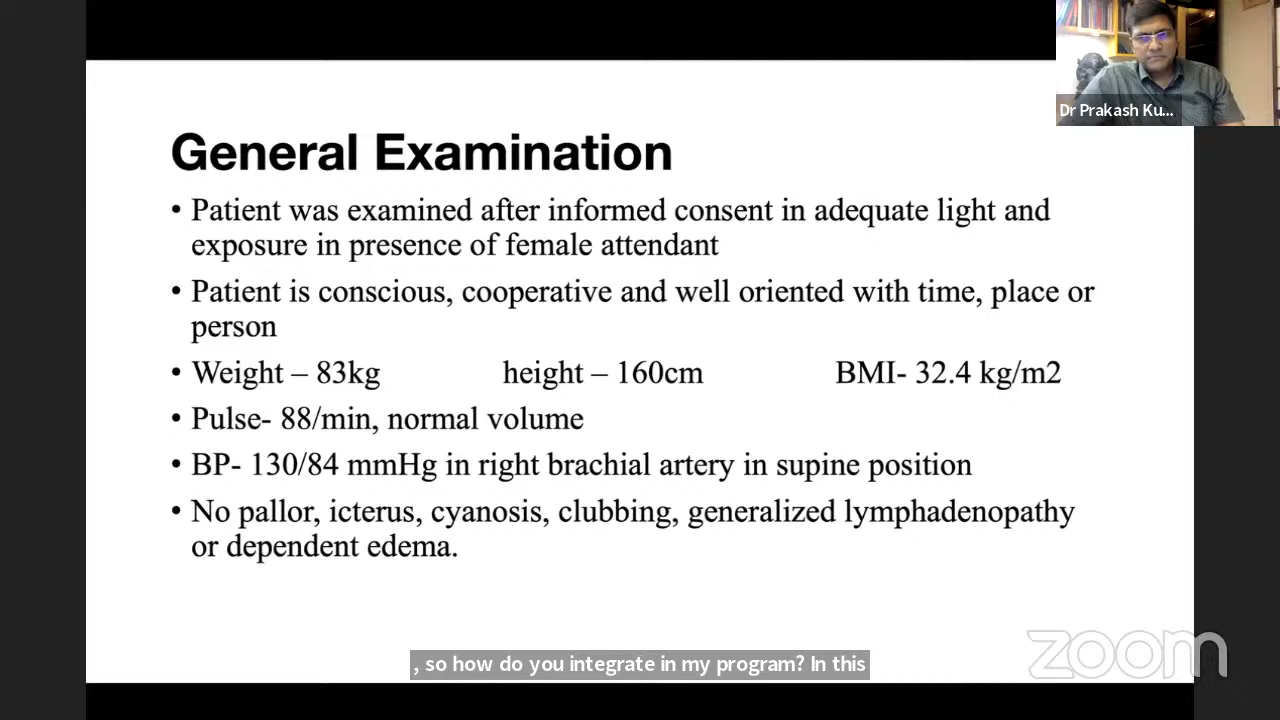 Dr Prakash Ku...
General Examination
• Patient was examined after informed consent in adequate light and
exposure in presence of female attendant
• Patient is conscious, cooperative and well oriented with time, place or
person
• Weight – 83kg height – 160cm BMI- 32.4 kg/m2
• Pulse- 88/min, normal volume
• BP- 130/84 mmHg in right brachial artery in supine position
• No pallor, icterus, cyanosis, clubbing, generalized lymphadenopathy
or dependent edema.
, so how do you integrate in my program? In this
zoom